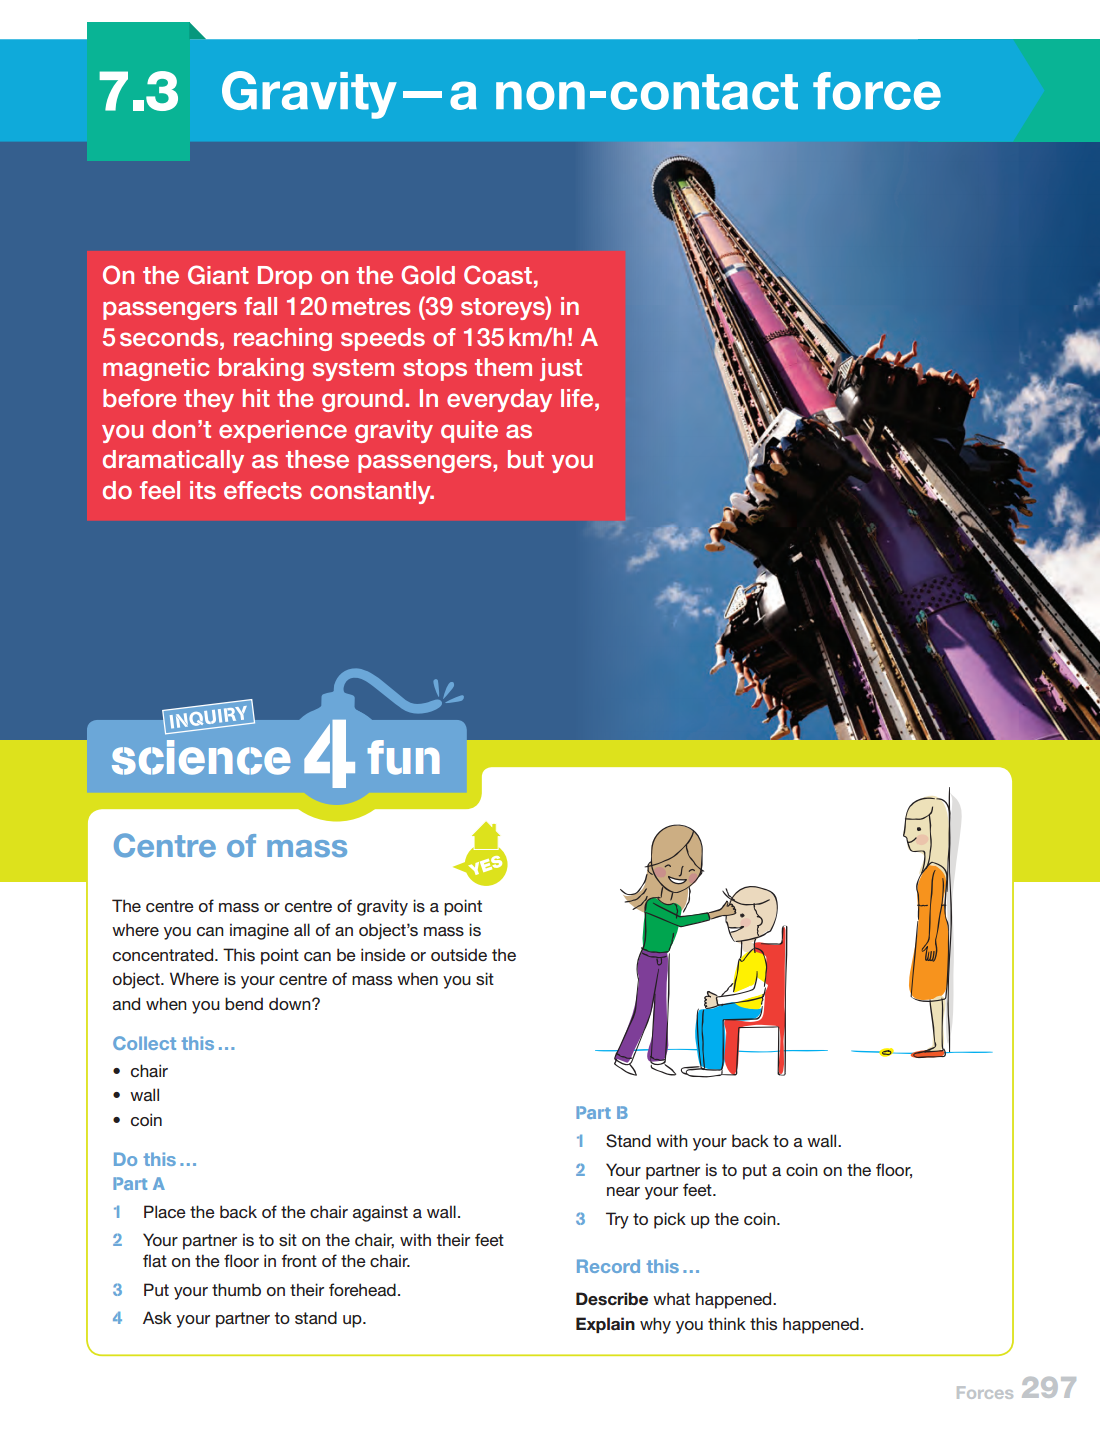 7.3 Gravity—a non-contact force
On the Giant Drop on the Gold Coast,
passengers fall 120 metres (39 storeys) in
5 seconds, reaching speeds of 135 km/h! A
magnetic braking system stops them just
before they hit the ground. In everyday life,
you don't experience gravity quite as
dramatically as these passengers, but you
do feel its effects constantly.
INQUIRY
science 4 fun
Centre of mass
YES
The centre of mass or centre of gravity is a point
where you can imagine all of an object's mass is
concentrated. This point can be inside or outside the
object. Where is your centre of mass when you sit
and when you bend down?
Collect this...
• chair
• wall
• coin
Do this...
Part A
1 Place the back of the chair against a wall.
2 Your partner is to sit on the chair, with their feet
flat on the floor in front of the chair.
3 Put your thumb on their forehead.
4 Ask your partner to stand up.
Part B
1 Stand with your back to a wall.
2 Your partner is to put a coin on the floor,
near your feet.
3 Try to pick up the coin.
Record this...
Describe what happened.
Explain why you think this happened.
Forces 297